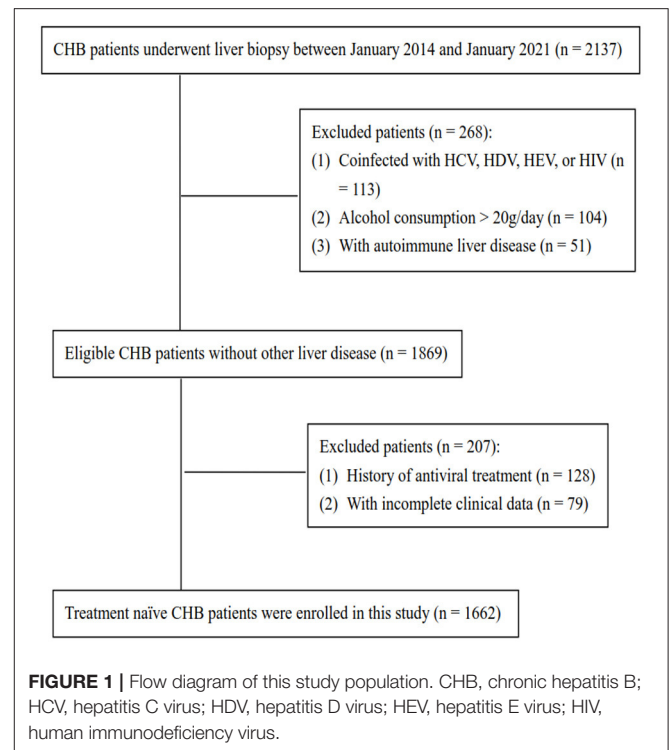 CHB patients underwent liver biopsy between January 2014 and January 2021 (n = 2137)
Excluded patients (n = 268):
(1) Coinfected with HCV, HDV, HEV, or HIV (n
= 113)
(2) Alcohol consumption > 20g/day (n = 104)
(3) With autoimmune liver disease (n = 51)
Eligible CHB patients without other liver disease (n = 1869)
Excluded patients (n = 207):
(1) History of antiviral treatment (n = 128)
(2) With incomplete clinical data (n = 79)
Treatment naïve CHB patients were enrolled in this study (n = 1662)
FIGURE 1 | Flow diagram of this study population. CHB, chronic hepatitis B;
HCV, hepatitis C virus; HDV, hepatitis D virus; HEV, hepatitis E virus; HIV,
human immunodeficiency virus.